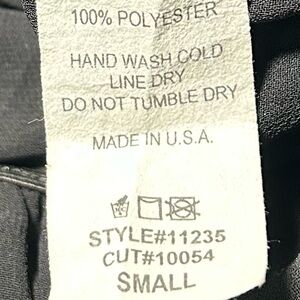 100% POLYESTER
HAND WASH COLD
LINE DRY
DO NOT TUMBLE DRY
MADE IN U.S.A.
STYLE#11235
CUT#10054
SMALL